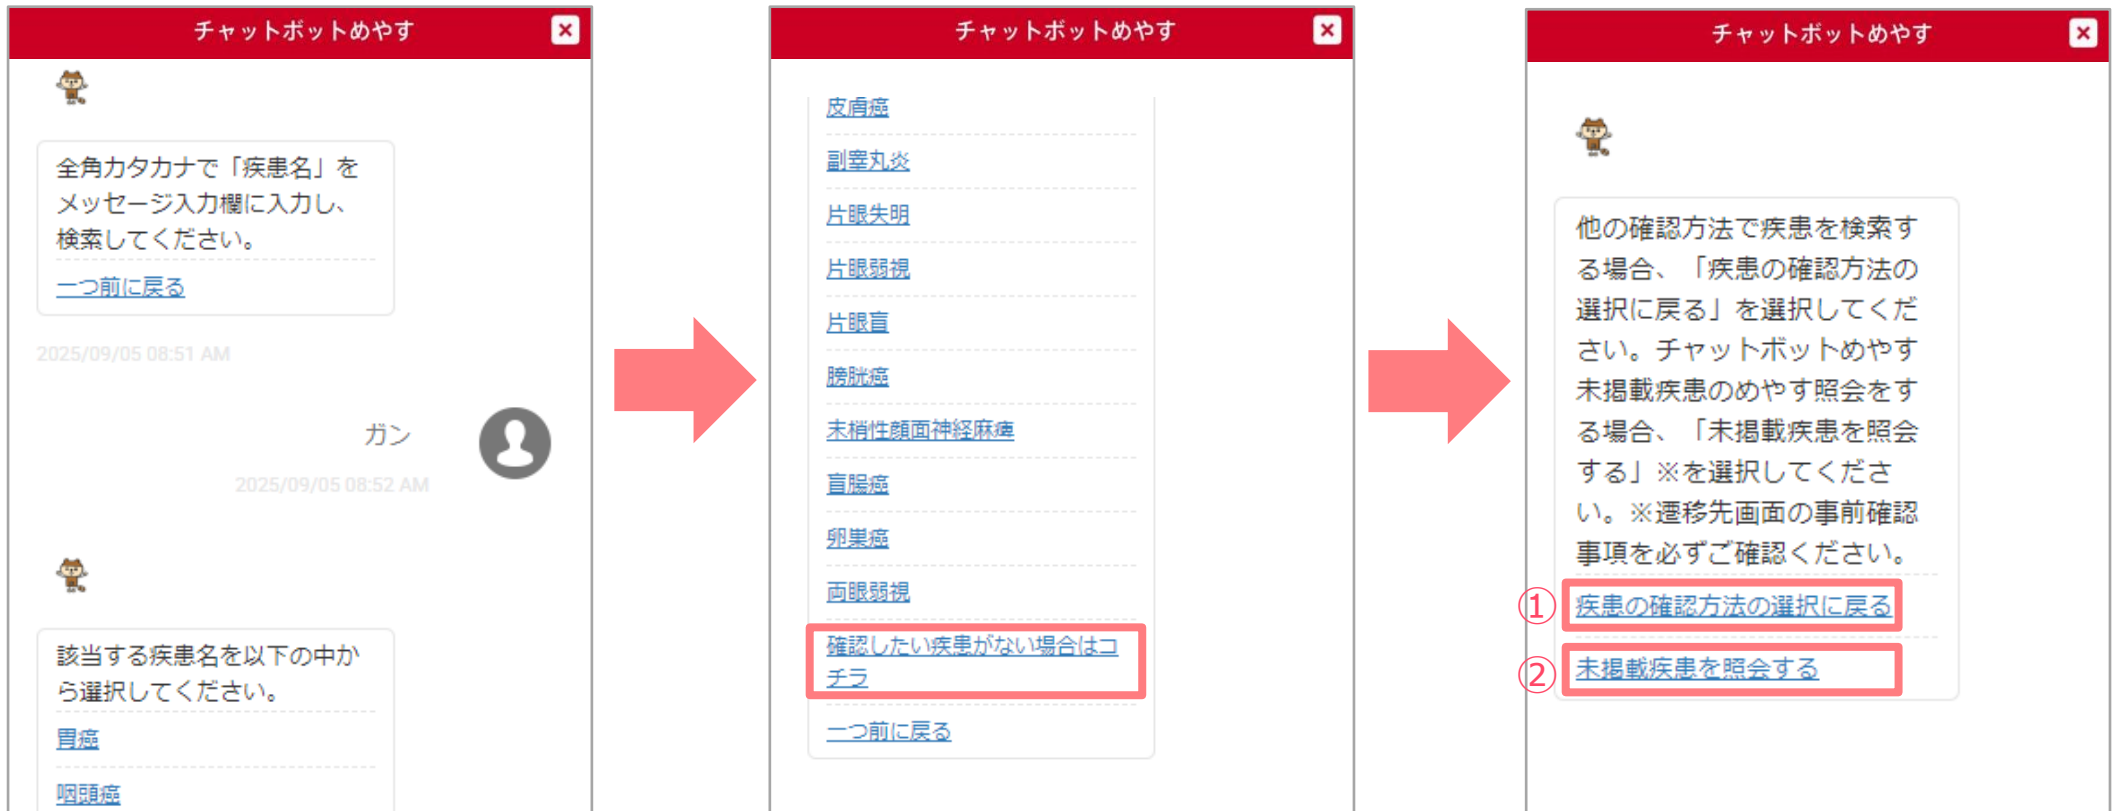 チャットボットめやす
全角カタカナで「疾患名」を
メッセージ入力欄に入力し、
検索してください。
一つ前に戻る
2025/09/05 08:51 AM
ガン
2025/09/05 08:52 AM
該当する疾患名を以下の中か
ら選択してください。
胃癌
咽頭癌
チャットボットめやす
皮膚癌
副睾丸炎
片眼失明
片眼弱視
片眼盲
膀胱癌
末梢性顔面神経麻痺
盲腸癌
卵巣癌
両眼弱視
確認したい疾患がない場合はコ
チラ
一つ前に戻る
チャットボットめやす
他の確認方法で疾患を検索す
る場合、「疾患の確認方法の
選択に戻る」を選択してくだ
さい。チャットボットめやす
未掲載疾患のめやす照会をす
る場合、「未掲載疾患を照会
する」※を選択してくださ
い。※遷移先画面の事前確認
事項を必ずご確認ください。
① 疾患の確認方法の選択に戻る
② 未掲載疾患を照会する